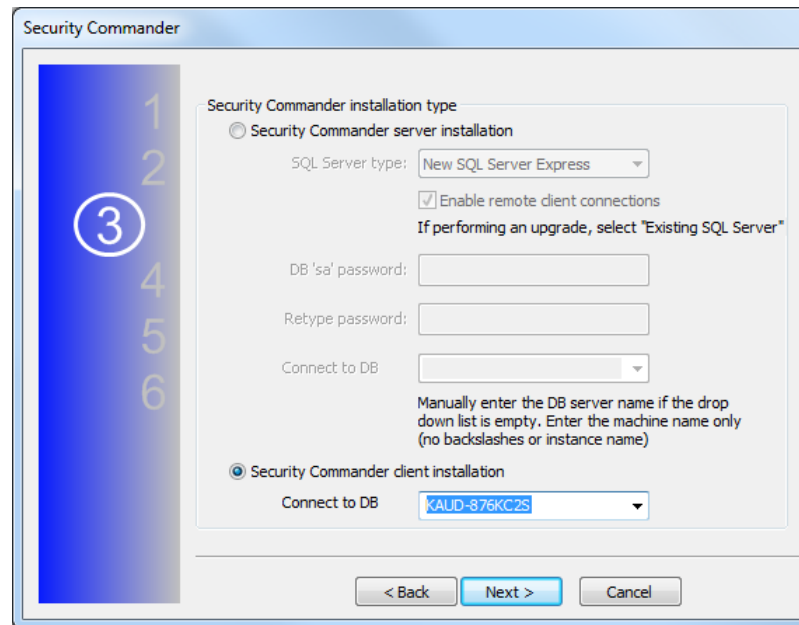 Security Commander
1
2
3
4
5
6
Security Commander installation type
Security Commander server installation
SQL Server type: New SQL Server Express
Enable remote client connections
If performing an upgrade, select "Existing SQL Server"
DB 'sa' password:
Retype password:
Connect to DB
Manually enter the DB server name if the drop
down list is empty. Enter the machine name only
(no backslashes or instance name)
Security Commander client installation
Connect to DB KAUD-876KC2S
< Back Next > Cancel